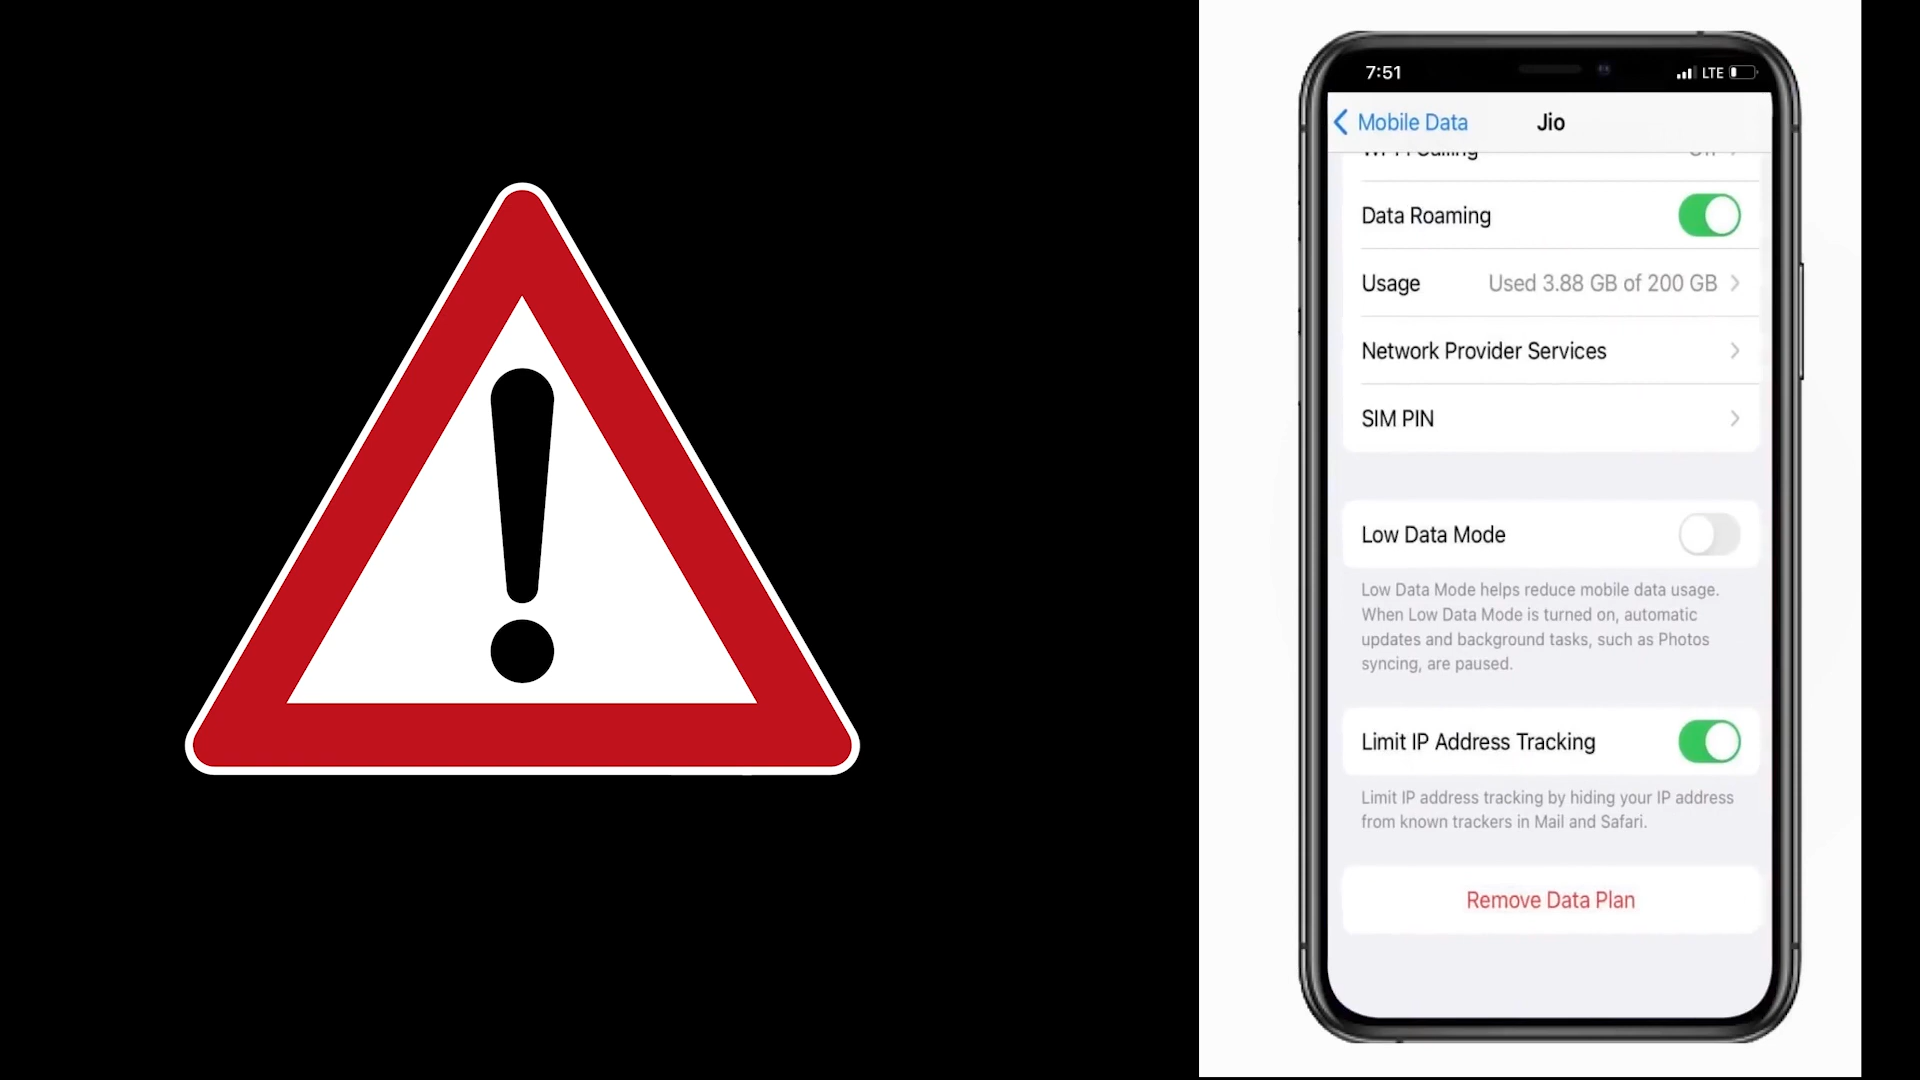 7:51
LTE
Mobile Data
Jio
Wi-Fi Calling
Data Roaming
Usage
Used 3.88 GB of 200 GB
Network Provider Services
SIM PIN
Low Data Mode
Low Data Mode helps reduce mobile data usage.
When Low Data Mode is turned on, automatic
updates and background tasks, such as Photos
syncing, are paused.
Limit IP Address Tracking
Limit IP address tracking by hiding your IP address
from known trackers in Mail and Safari.
Remove Data Plan